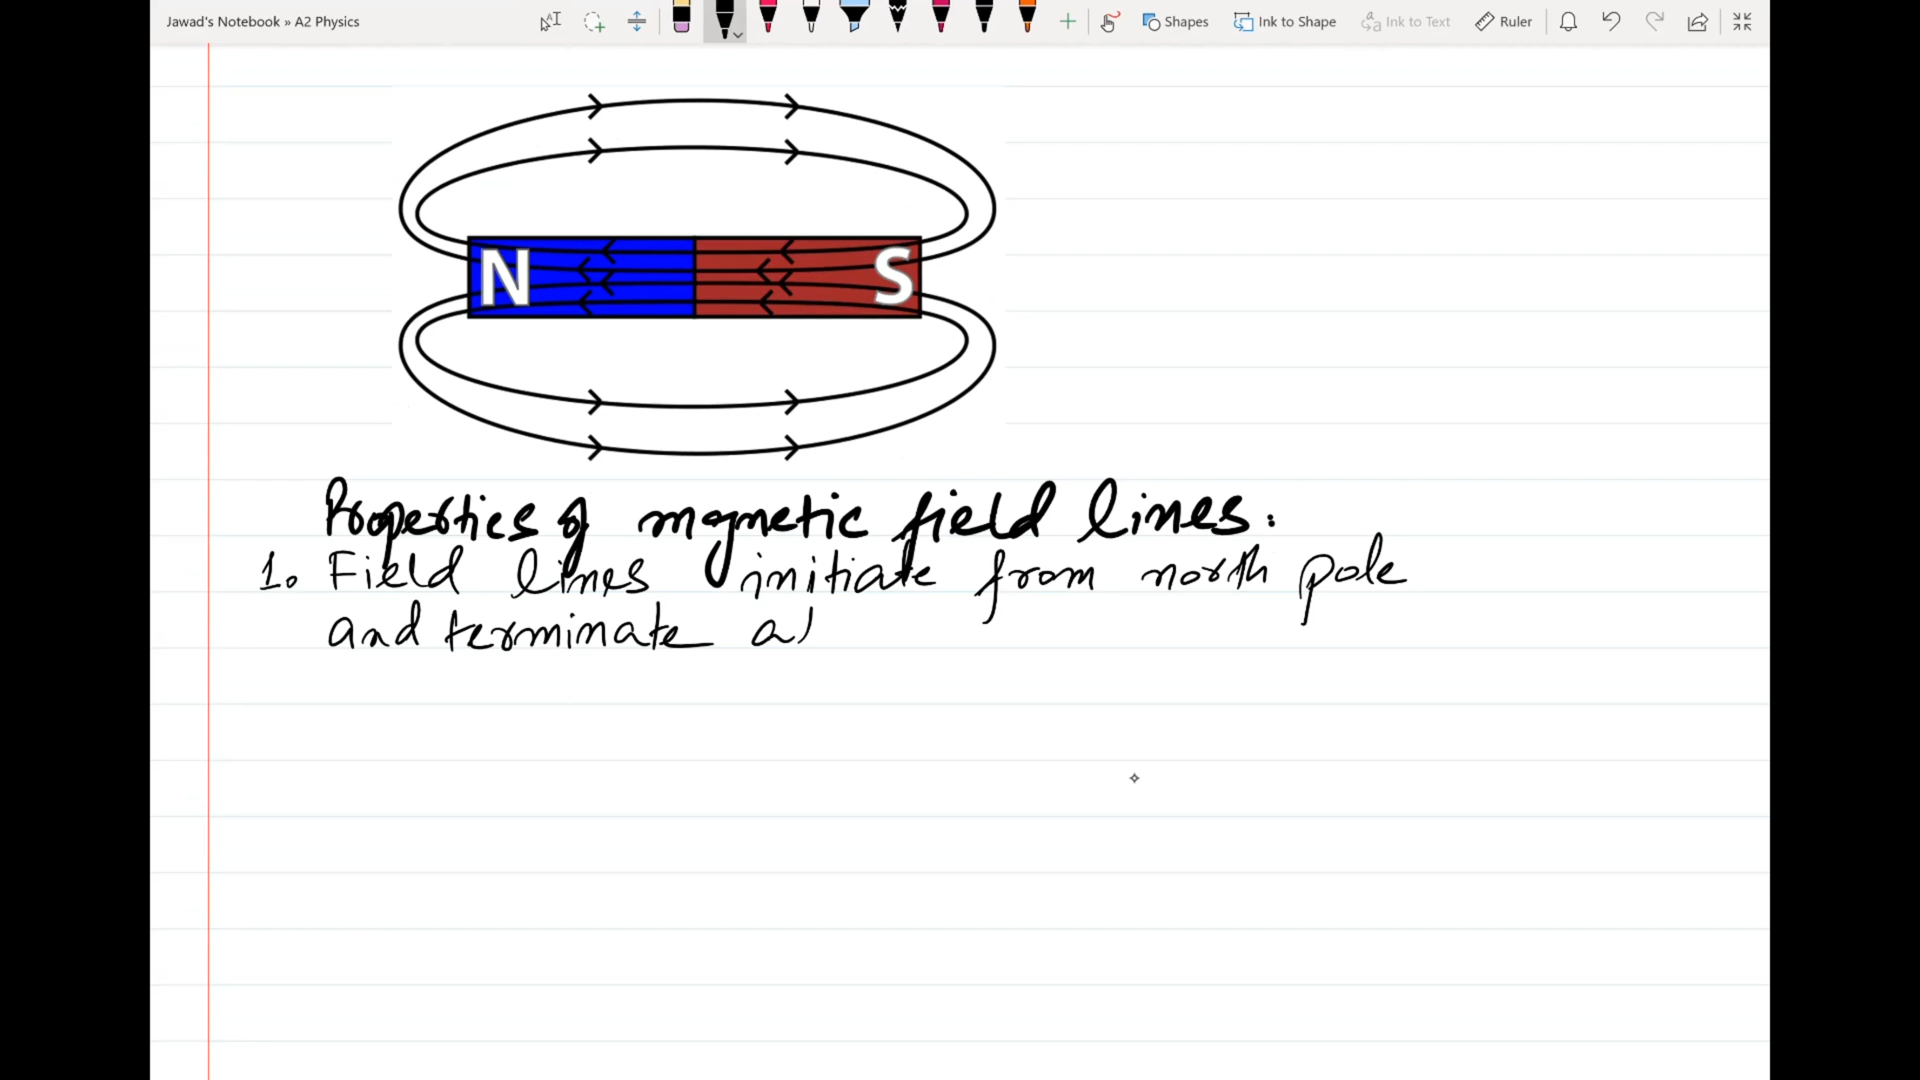 Jawad's Notebook » A2 Physics
Shapes
Ink to Shape
Ink to Text
Ruler
N
S
Properties of magnetic field lines:
1. Field lines initiate from north pole
and terminate